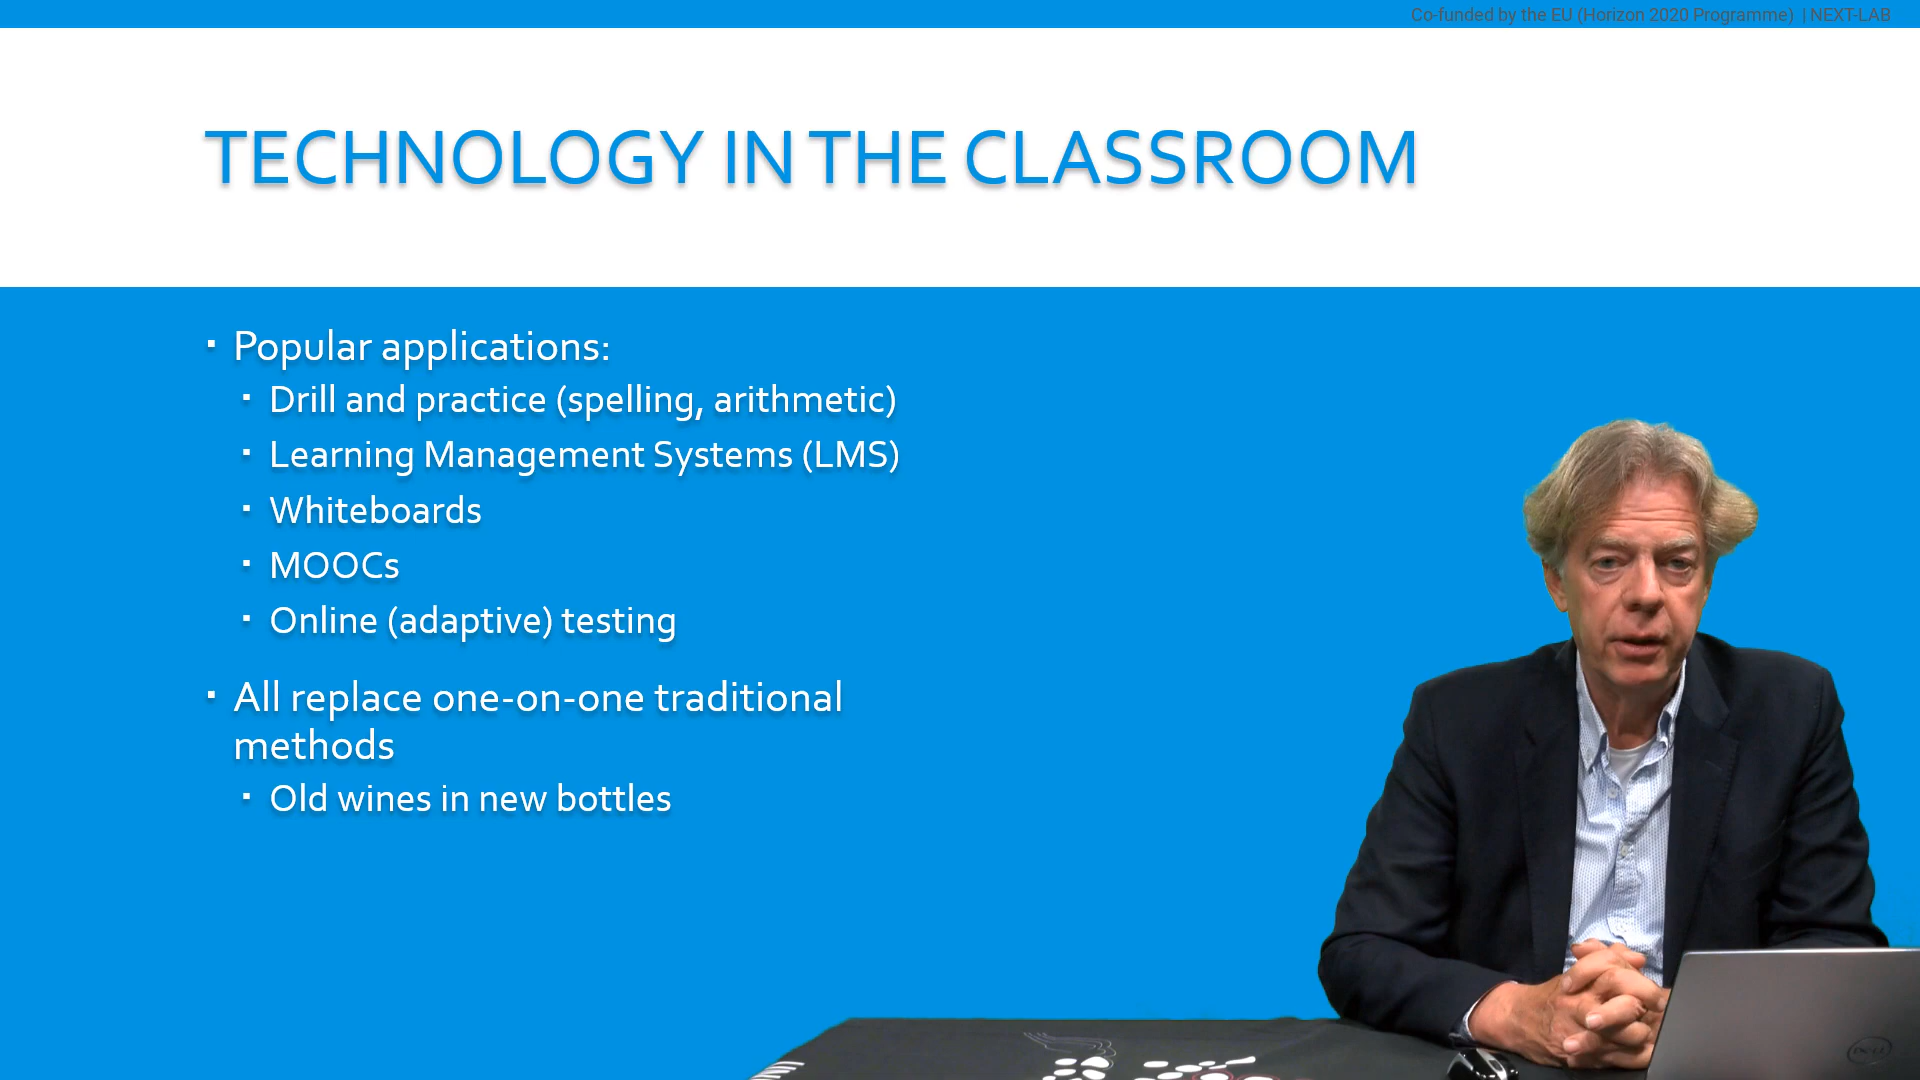 Co-funded by the EU (Horizon 2020 Programme) | NEXT-LAB
TECHNOLOGY IN THE CLASSROOM
▪ Popular applications:
▪ Drill and practice (spelling, arithmetic)
▪ Learning Management Systems (LMS)
▪ Whiteboards
▪ MOOCs
▪ Online (adaptive) testing
▪ All replace one-on-one traditional
methods
▪ Old wines in new bottles
DELL